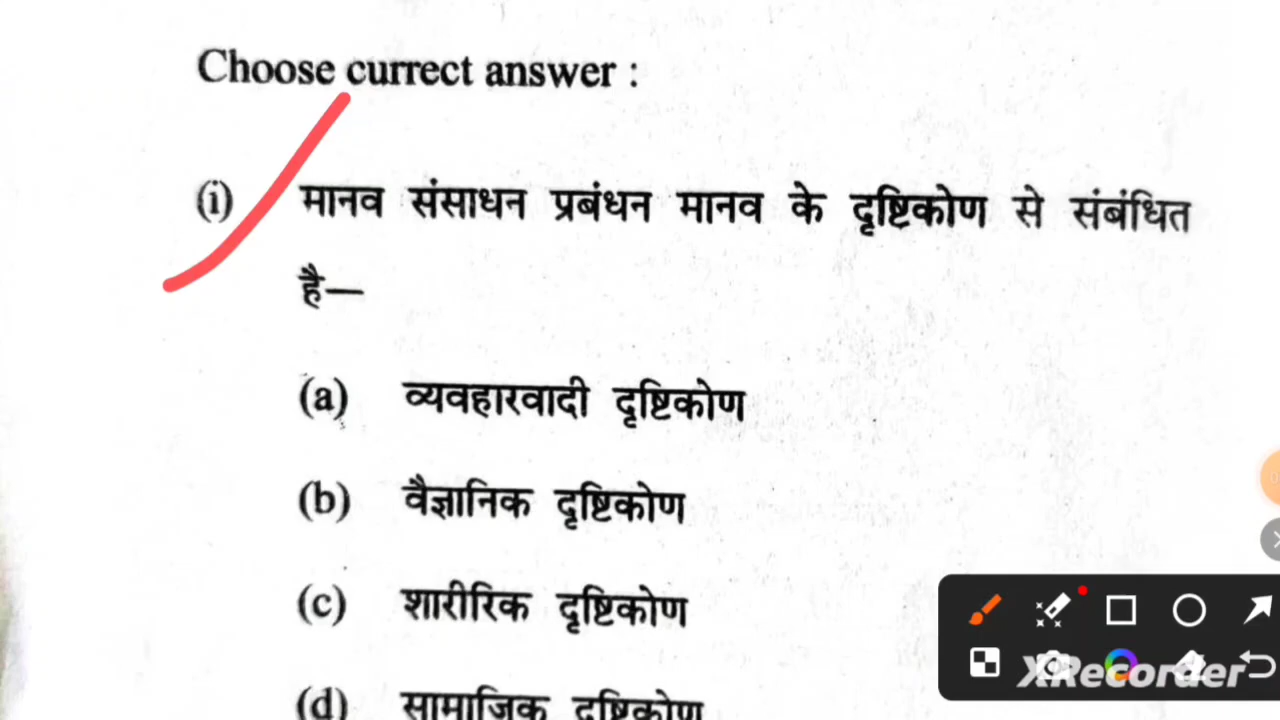 Choose currect answer :
(i) मानव संसाधन प्रबंधन मानव के दृष्टिकोण से संबंधित
है—
(a) व्यवहारवादी दृष्टिकोण
(b) वैज्ञानिक दृष्टिकोण
(c) शारीरिक दृष्टिकोण
(d) सामाजिक दृष्टिकोण
XRecorder